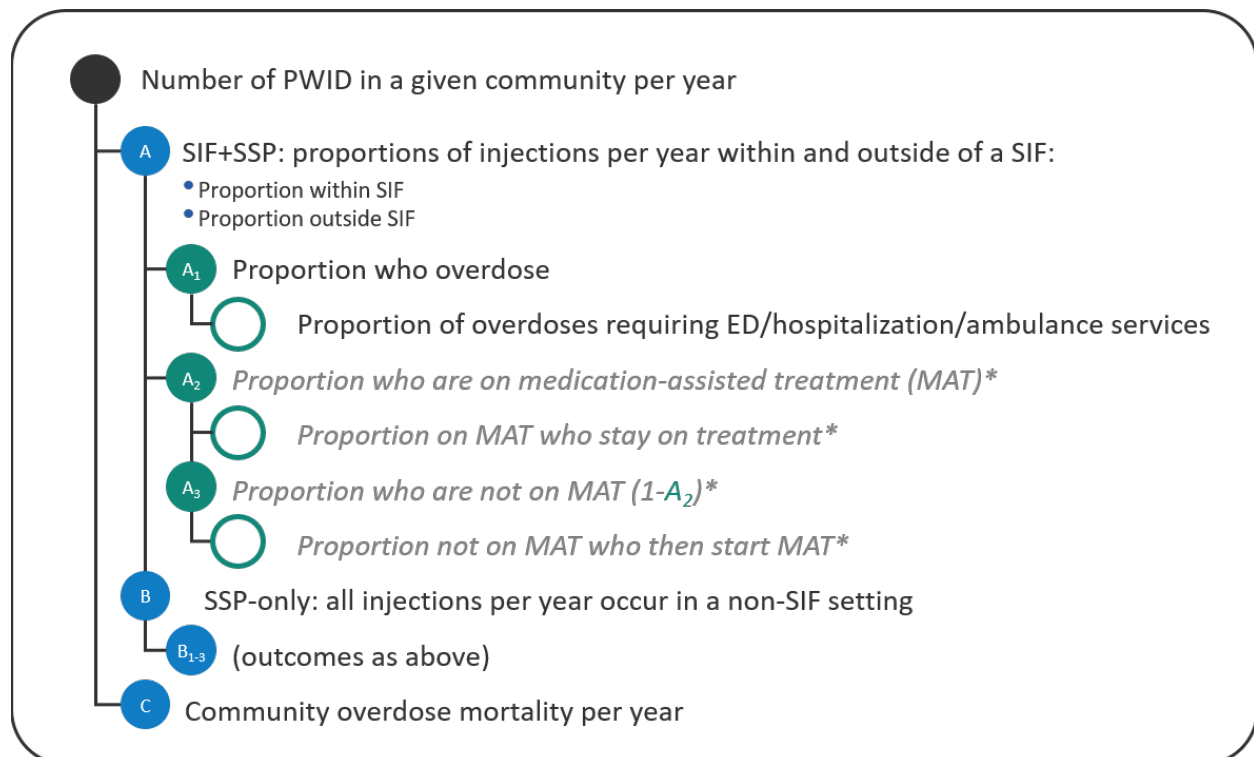 Number of PWID in a given community per year
A SIF+SSP: proportions of injections per year within and outside of a SIF:
• Proportion within SIF
• Proportion outside SIF
A₁ Proportion who overdose
Proportion of overdoses requiring ED/hospitalization/ambulance services
A₂ Proportion who are on medication-assisted treatment (MAT)*
Proportion on MAT who stay on treatment*
A₃ Proportion who are not on MAT (1-A₂)*
Proportion not on MAT who then start MAT*
B SSP-only: all injections per year occur in a non-SIF setting
B₁₋₃ (outcomes as above)
C Community overdose mortality per year